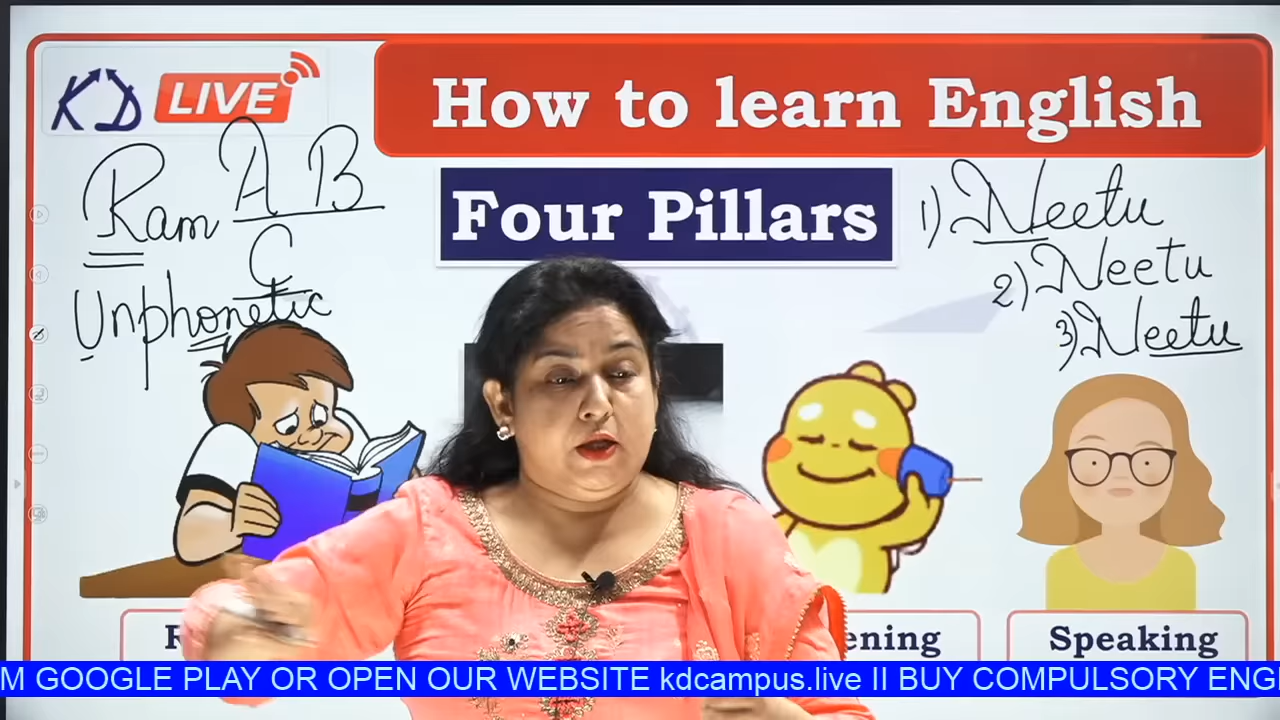 KD LIVE
How to learn English
Four Pillars
Ram A B
C
Unphonetic
1) Neetu
2) Neetu
3) Neetu
R
ening
Speaking
M GOOGLE PLAY OR OPEN OUR WEBSITE kdcampus.live II BUY COMPULSORY ENG